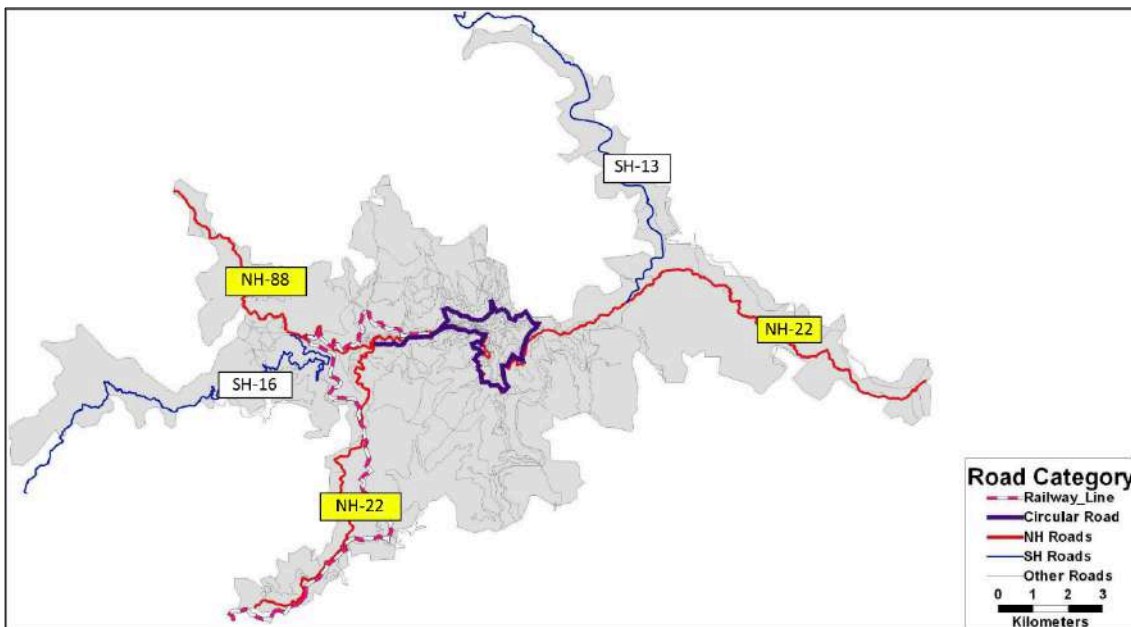 SH-13
NH-88
NH-22
SH-16
NH-22
Road Category
Railway_Line
Circular Road
NH Roads
SH Roads
Other Roads
0 1 2 3
Kilometers